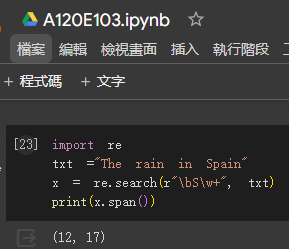 A120E103.ipynb
檔案 編輯 檢視畫面 插入 執行階段
+ 程式碼 + 文字
[23] import re
txt ="The rain in Spain"
x = re.search(r"\bS\w+", txt)
print(x.span())
(12, 17)